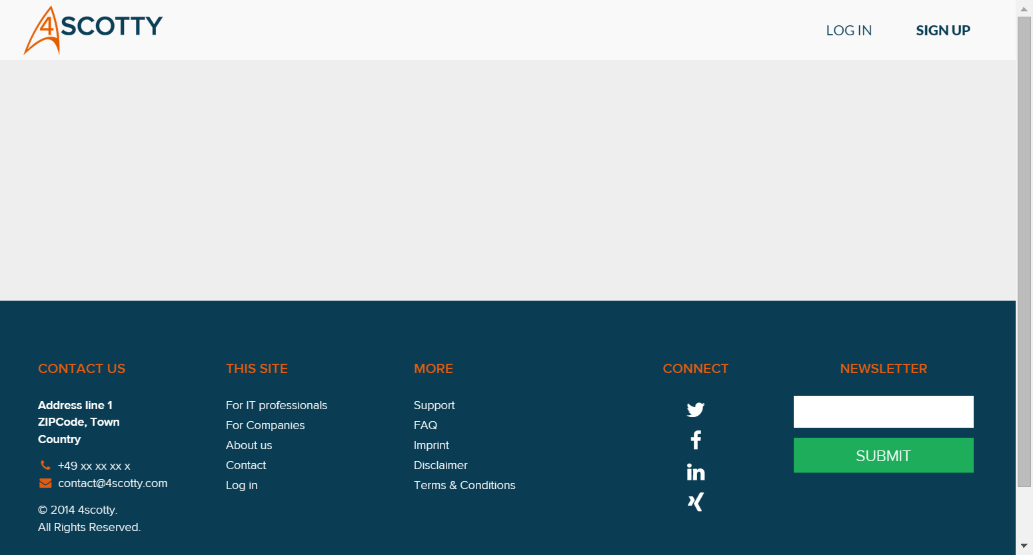 4SCOTTY
LOG IN
SIGN UP
CONTACT US
Address line 1
ZIPCode, Town
Country
+49 xx xx xx x
contact@4scotty.com
© 2014 4scotty.
All Rights Reserved.
THIS SITE
For IT professionals
For Companies
About us
Contact
Log in
MORE
Support
FAQ
Imprint
Disclaimer
Terms & Conditions
CONNECT
NEWSLETTER
SUBMIT